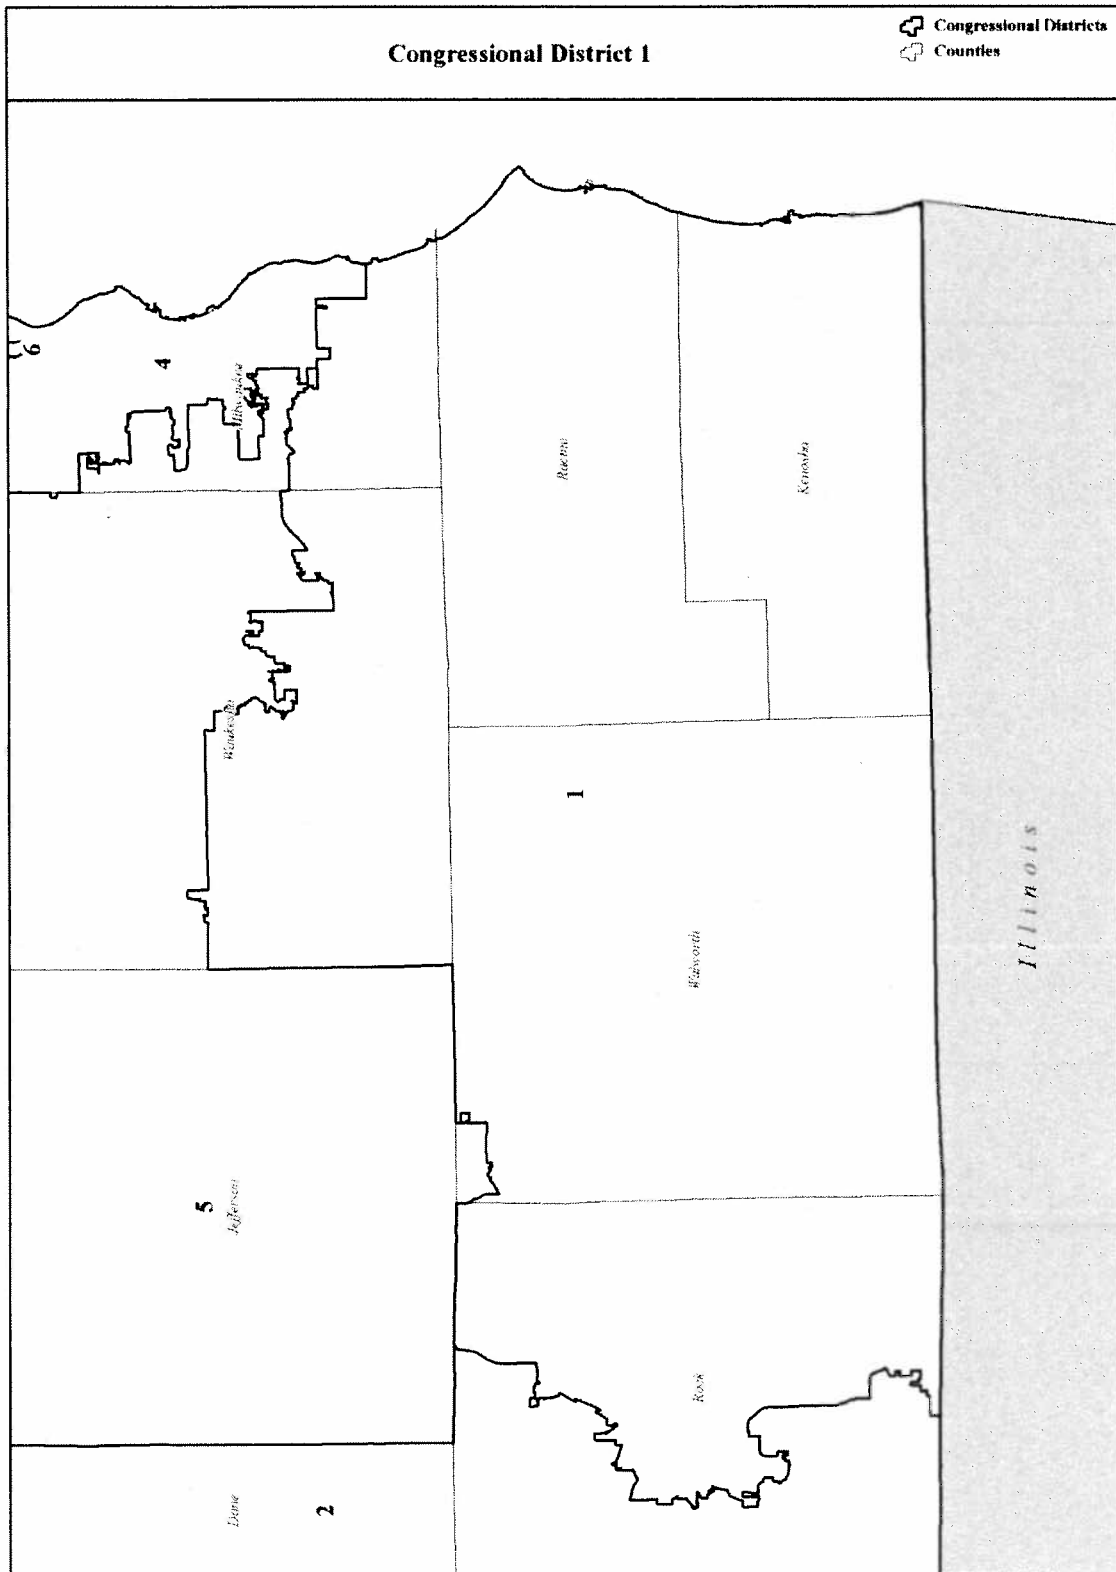 Congressional District 1
Congressional Districts
Counties
6
4
Milwaukee
Racine
Kenosha
Waukesha
1
Walworth
Illinois
5
Jefferson
Rock
Dane
2